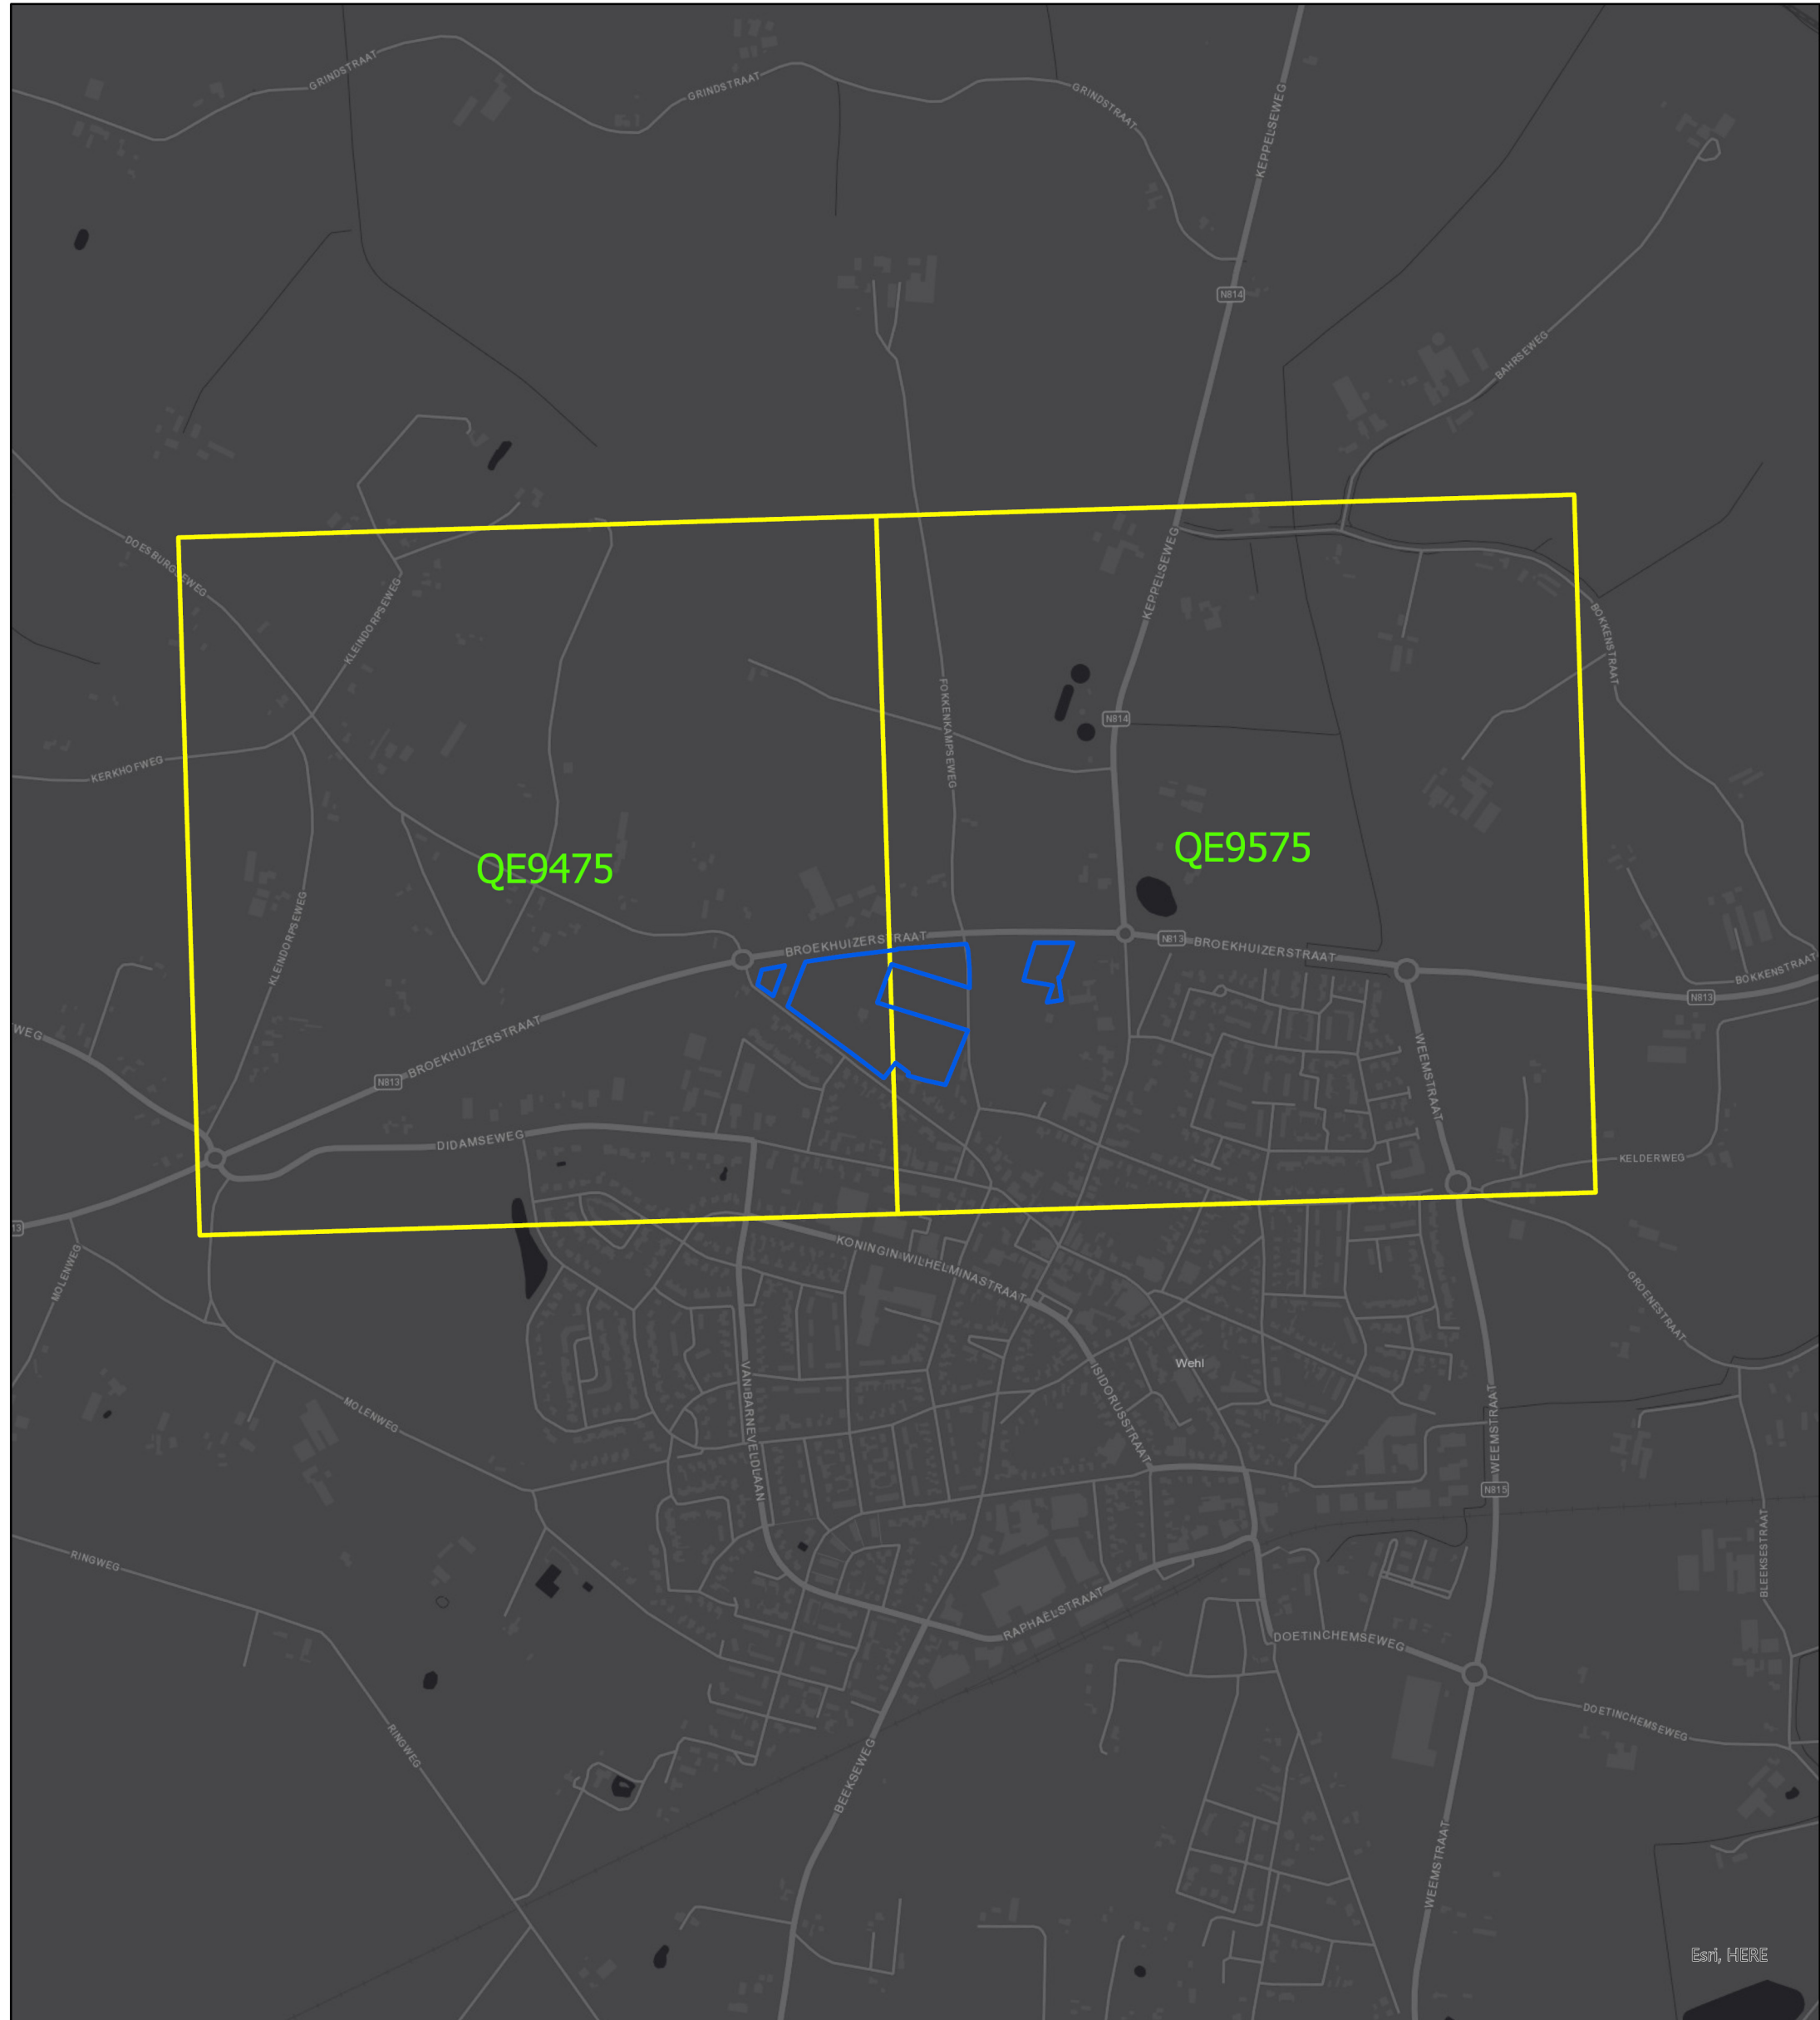 GRINDSTRAAT
GRINDSTRAAT
GRINDSTRAAT
KEPPELSEWEG
N814
BAHRSEWEG
DOESBURGSEWEG
KLEINDORPSEWEG
KEPPELSEWEG
BOKKENSTRAAT
FOKKENKAMPSEWEG
N814
KERKHOFWEG
QE9475
QE9575
KLEINDORPSEWEG
BROEKHUIZERSTRAAT
N813
BROEKHUIZERSTRAAT
BOKKENSTRAAT
N813
WEG
BROEKHUIZERSTRAAT
N813
WEEMSTRAAT
DIDAMSEWEG
KELDERWEG
13
MOLENWEG
KONINGIN WILHELMINASTRAAT
GROENESTRAAT
Wehl
VAN BARNEVELDLAAN
ISIDORUSSTRAAT
MOLENWEG
WEEMSTRAAT
N815
RINGWEG
BLEEKSESTRAAT
RAPHAËLSTRAAT
DOETINCHEMSEWEG
DOETINCHEMSEWEG
RINGWEG
BEEKSEWEG
WEEMSTRAAT
Esri, HERE